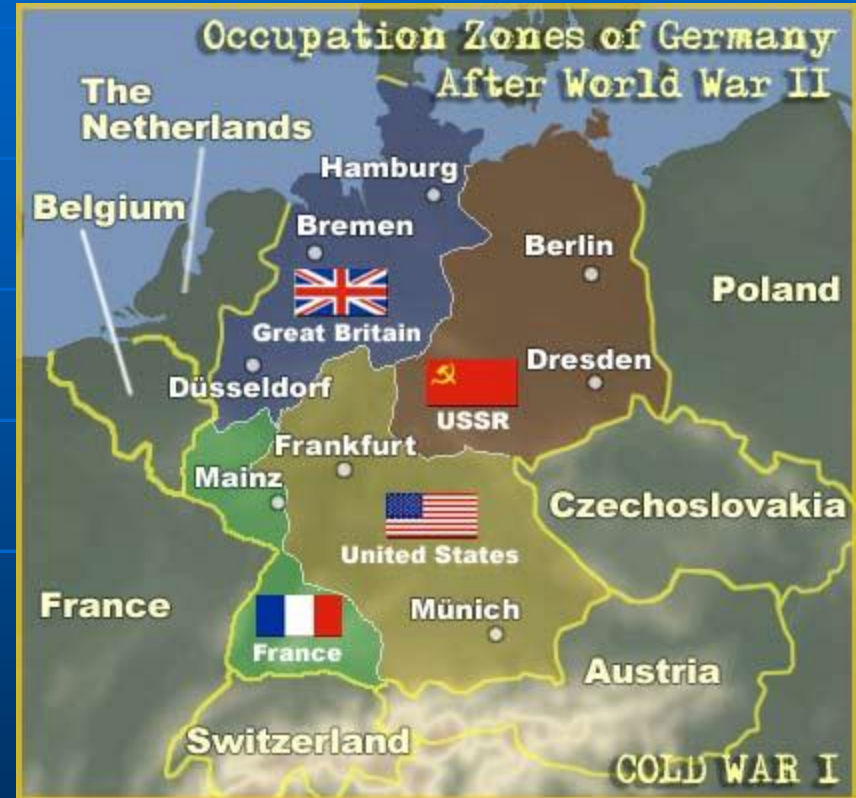 Occupation Zones of Germany
After World War II
The
Netherlands
Hamburg
Belgium
Bremen
Berlin
Poland
Great Britain
Dresden
Düsseldorf
USSR
Frankfurt
Mainz
Czechoslovakia
United States
France
Münich
France
Austria
Switzerland
COLD WAR I